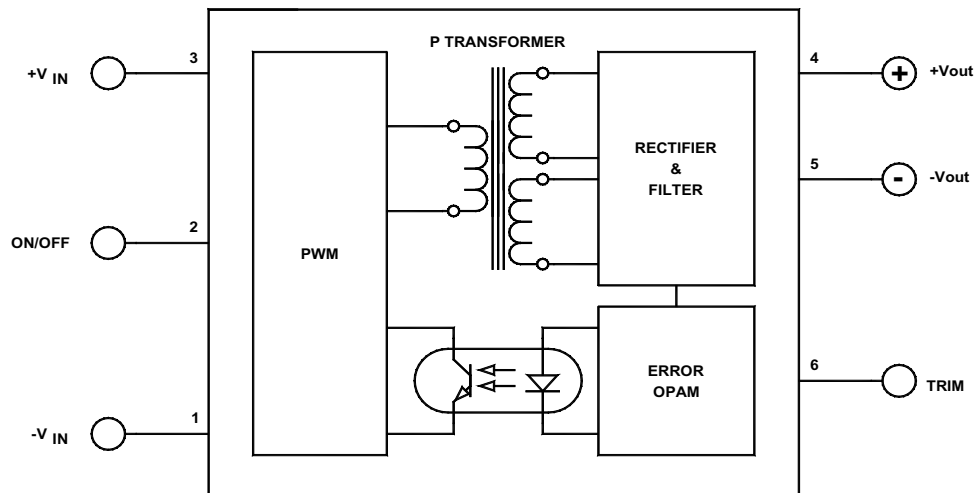 P TRANSFORMER
+V IN
3
4
+
+Vout
RECTIFIER
&
FILTER
5
-
-Vout
ON/OFF
2
PWM
ERROR
OPAM
6
TRIM
-V IN
1